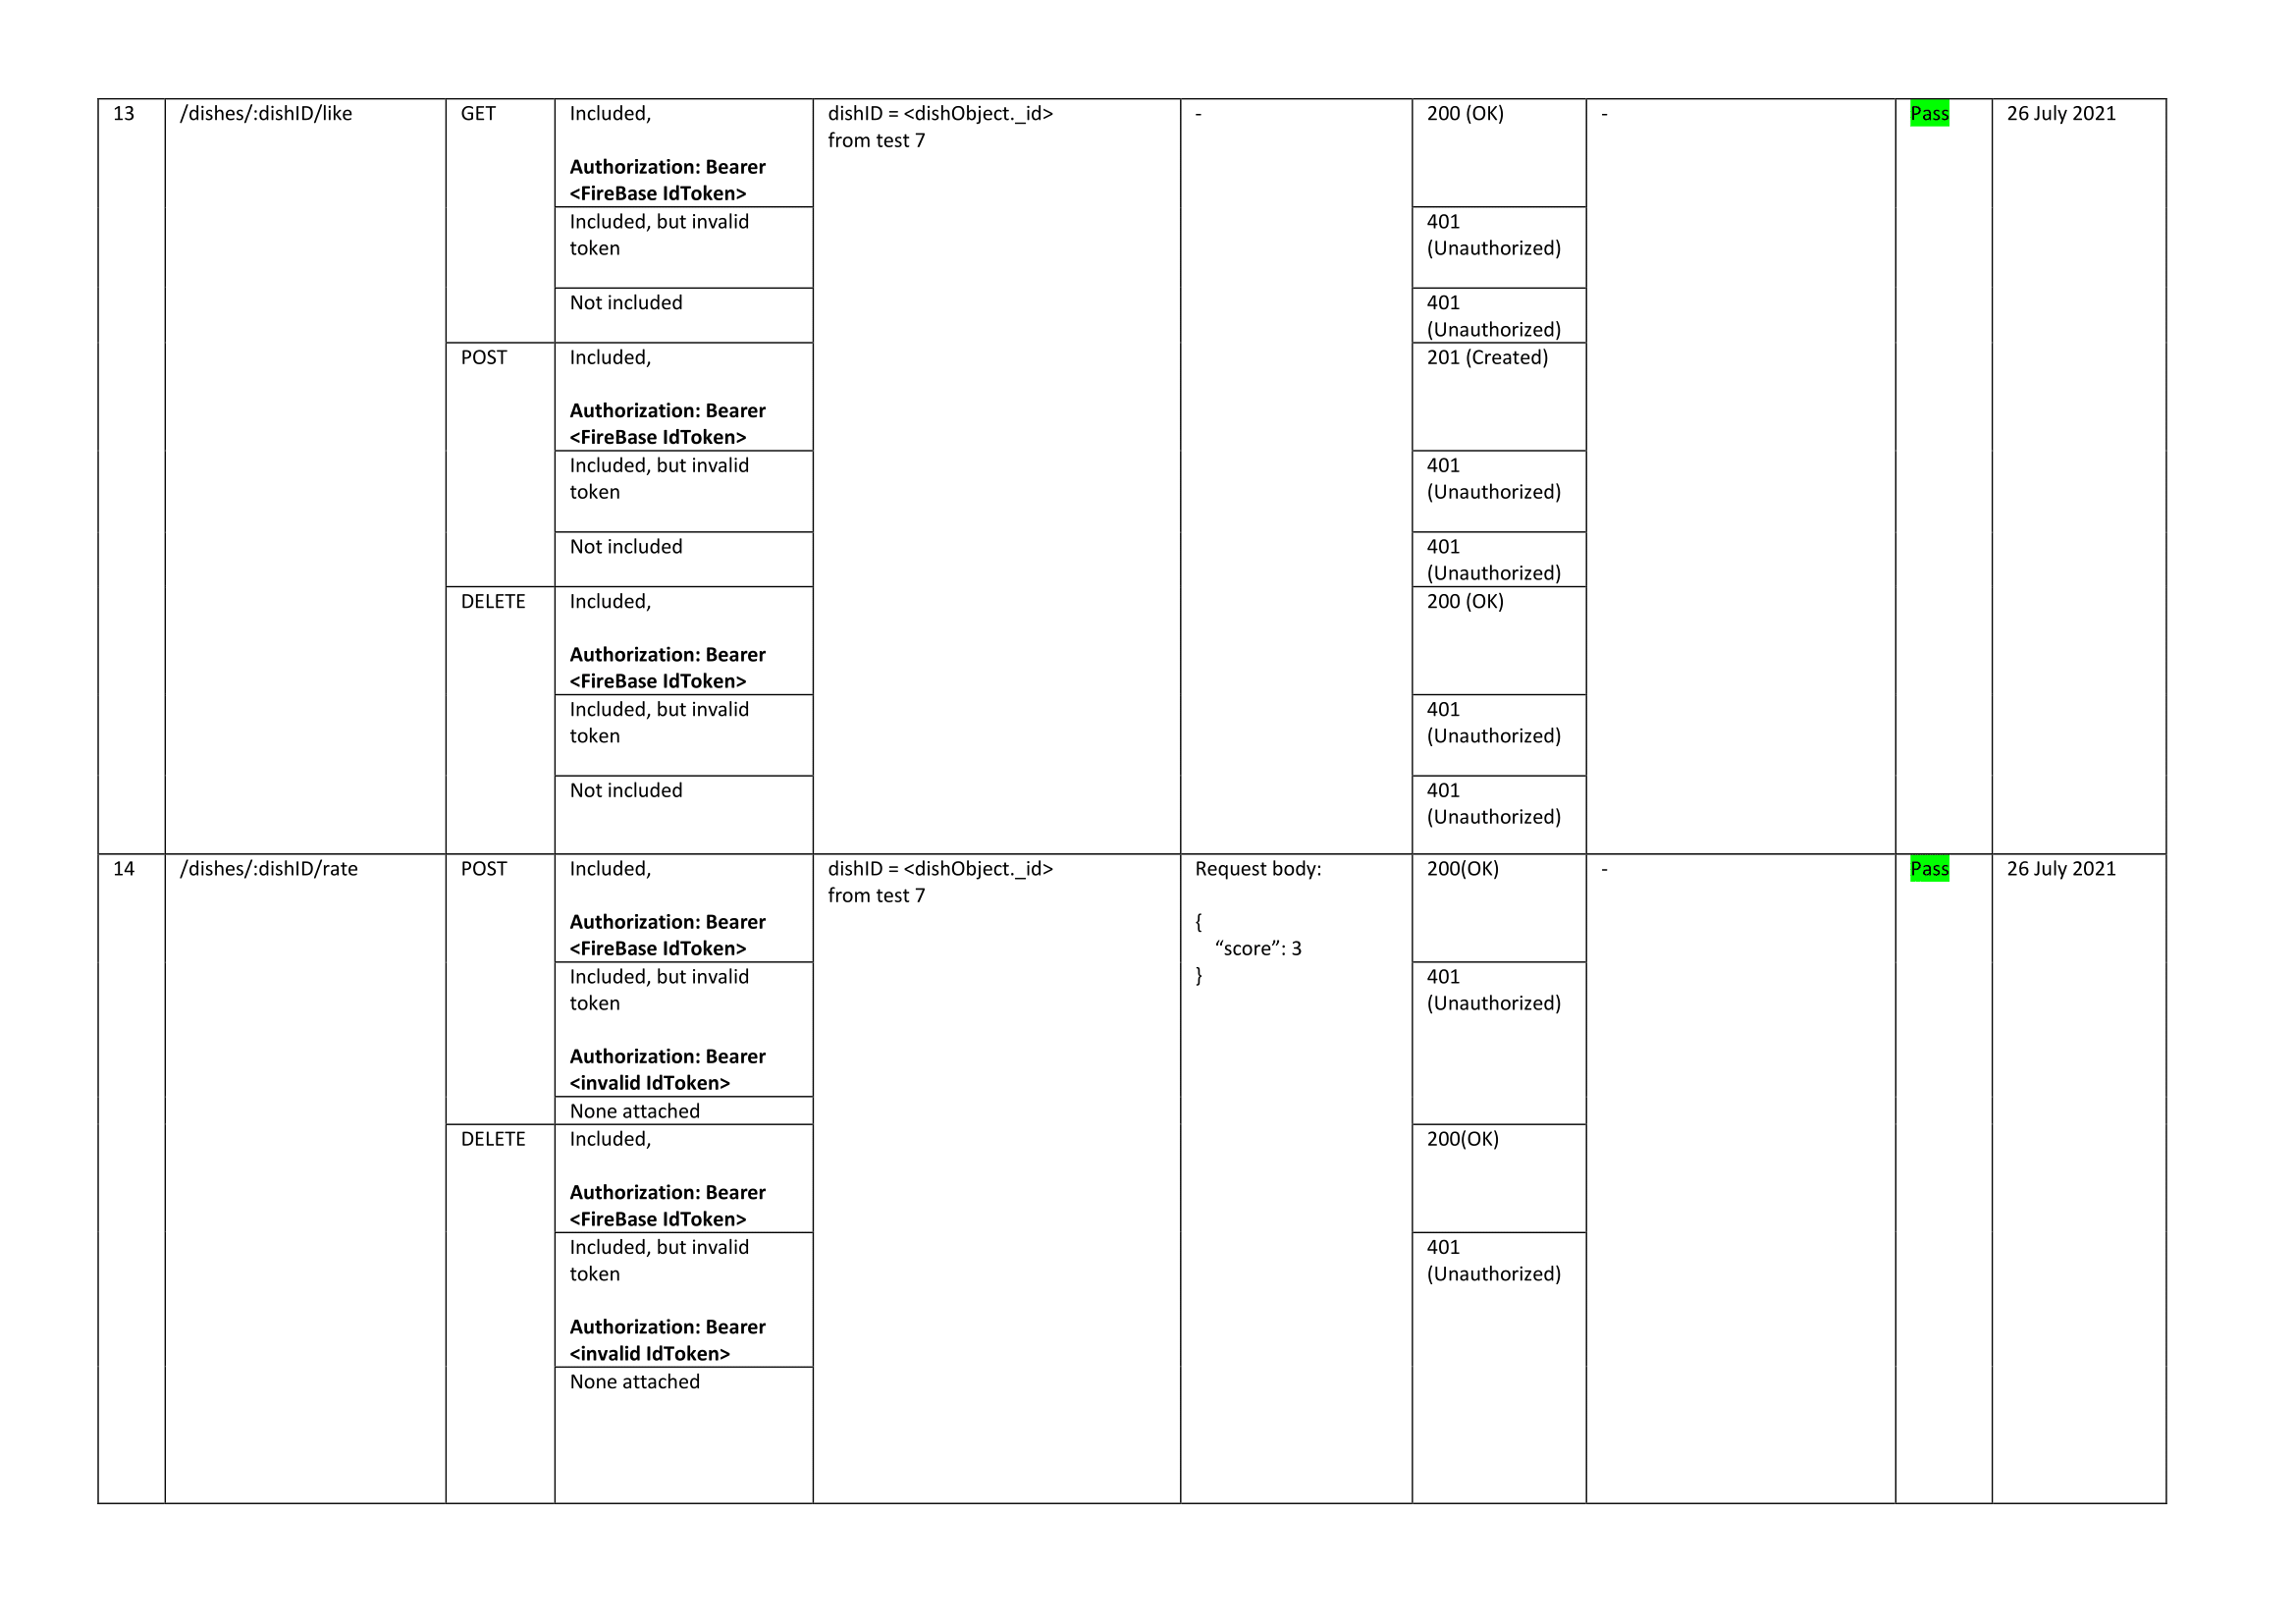 13
/dishes/:dishID/like
GET
Included,
Authorization: Bearer
<FireBase IdToken>
dishID = <dishObject._id>
from test 7
-
200 (OK)
-
Pass
26 July 2021
Included, but invalid
token
401
(Unauthorized)
Not included
401
(Unauthorized)
POST
Included,
Authorization: Bearer
<FireBase IdToken>
201 (Created)
Included, but invalid
token
401
(Unauthorized)
Not included
401
(Unauthorized)
DELETE
Included,
Authorization: Bearer
<FireBase IdToken>
200 (OK)
Included, but invalid
token
401
(Unauthorized)
Not included
401
(Unauthorized)
14
/dishes/:dishID/rate
POST
Included,
Authorization: Bearer
<FireBase IdToken>
dishID = <dishObject._id>
from test 7
Request body:
{
“score”: 3
}
200(OK)
-
Pass
26 July 2021
Included, but invalid
token
Authorization: Bearer
<invalid IdToken>
401
(Unauthorized)
None attached
DELETE
Included,
Authorization: Bearer
<FireBase IdToken>
200(OK)
Included, but invalid
token
Authorization: Bearer
<invalid IdToken>
401
(Unauthorized)
None attached